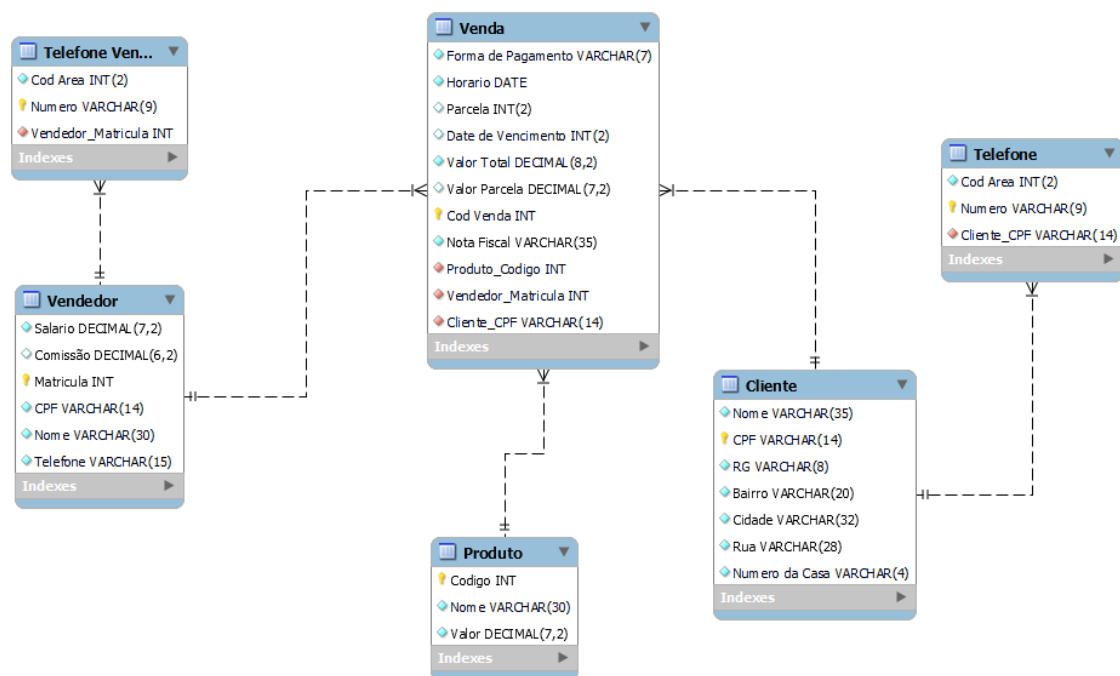 Telefone Ven...
Cod Area INT(2)
Numero VARCHAR(9)
Vendedor_Matricula INT
Indexes
Venda
Forma de Pagamento VARCHAR(7)
Horario DATE
Parcela INT(2)
Date de Vencimento INT(2)
Valor Total DECIMAL(8,2)
Valor Parcela DECIMAL(7,2)
Cod Venda INT
Nota Fiscal VARCHAR(35)
Produto_Codigo INT
Vendedor_Matricula INT
Cliente_CPF VARCHAR(14)
Indexes
Telefone
Cod Area INT(2)
Numero VARCHAR(9)
Cliente_CPF VARCHAR(14)
Indexes
Vendedor
Salario DECIMAL(7,2)
Comissão DECIMAL(6,2)
Matricula INT
CPF VARCHAR(14)
Nome VARCHAR(30)
Telefone VARCHAR(15)
Indexes
Cliente
Nome VARCHAR(35)
CPF VARCHAR(14)
RG VARCHAR(8)
Bairro VARCHAR(20)
Cidade VARCHAR(32)
Rua VARCHAR(28)
Numero da Casa VARCHAR(4)
Indexes
Produto
Codigo INT
Nome VARCHAR(30)
Valor DECIMAL(7,2)
Indexes